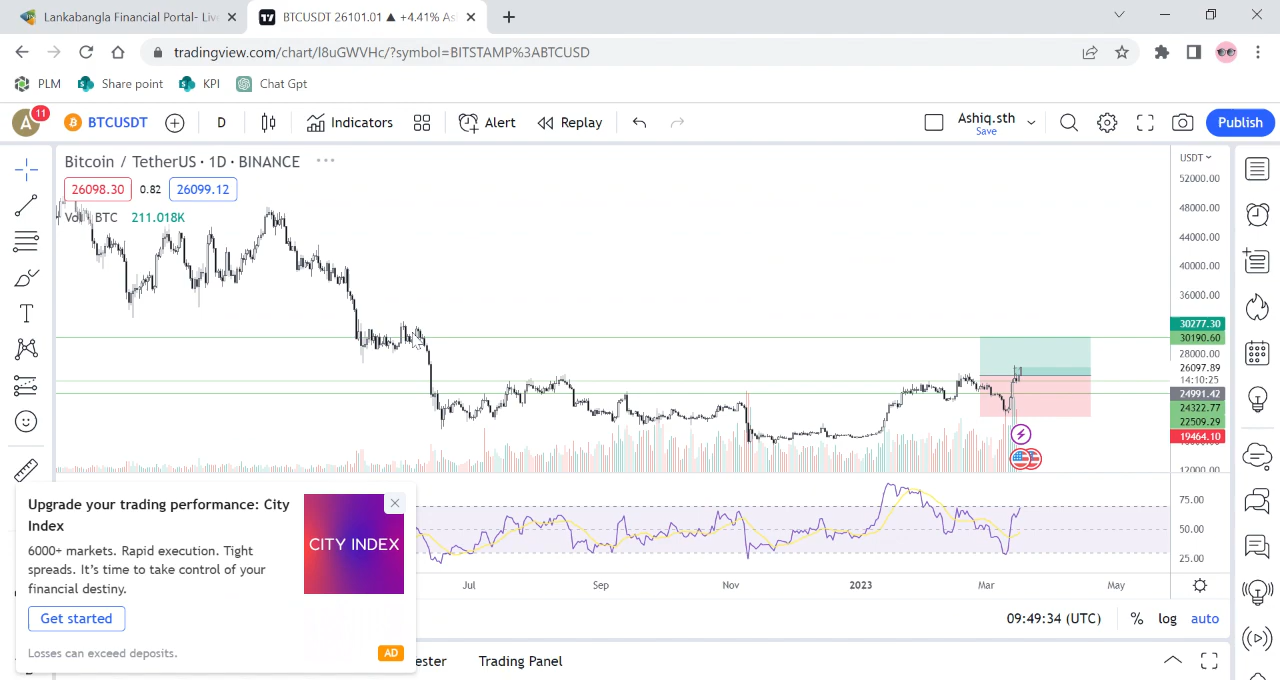 Lankabangla Financial Portal- Liv
BTCUSDT 26101.01 ▲ +4.41% As
tradingview.com/chart/l8uGWVHc/?symbol=BITSTAMP%3ABTCUSD
PLM Share point KPI Chat Gpt
A 11 BTCUSDT D Indicators Alert Replay Ashiq.sth Save Publish
Bitcoin / TetherUS · 1D · BINANCE
USDT
26098.30 0.82 26099.12
Vol BTC 211.018K
52000.00
48000.00
44000.00
40000.00
36000.00
30277.30
30190.60
28000.00
26097.89
14:10:25
24991.42
24322.77
22509.29
19464.10
12000.00
75.00
50.00
25.00
Upgrade your trading performance: City
Index
6000+ markets. Rapid execution. Tight
spreads. It's time to take control of your
financial destiny.
CITY INDEX
Get started
Losses can exceed deposits.
AD
Jul Sep Nov 2023 Mar May
09:49:34 (UTC) % log auto
ester Trading Panel